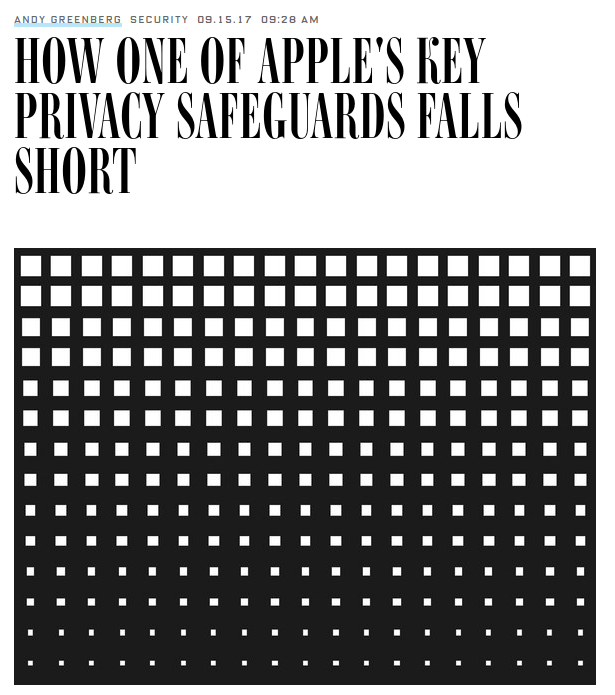 ANDY GREENBERG SECURITY 09.15.17 09:28 AM
HOW ONE OF APPLE'S KEY
PRIVACY SAFEGUARDS FALLS
SHORT